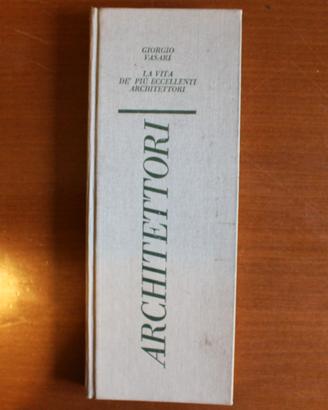 GIORGIO
VASARI
LA VITA
DE' PIÙ ECCELLENTI
ARCHITETTORI
ARCHITETTORI